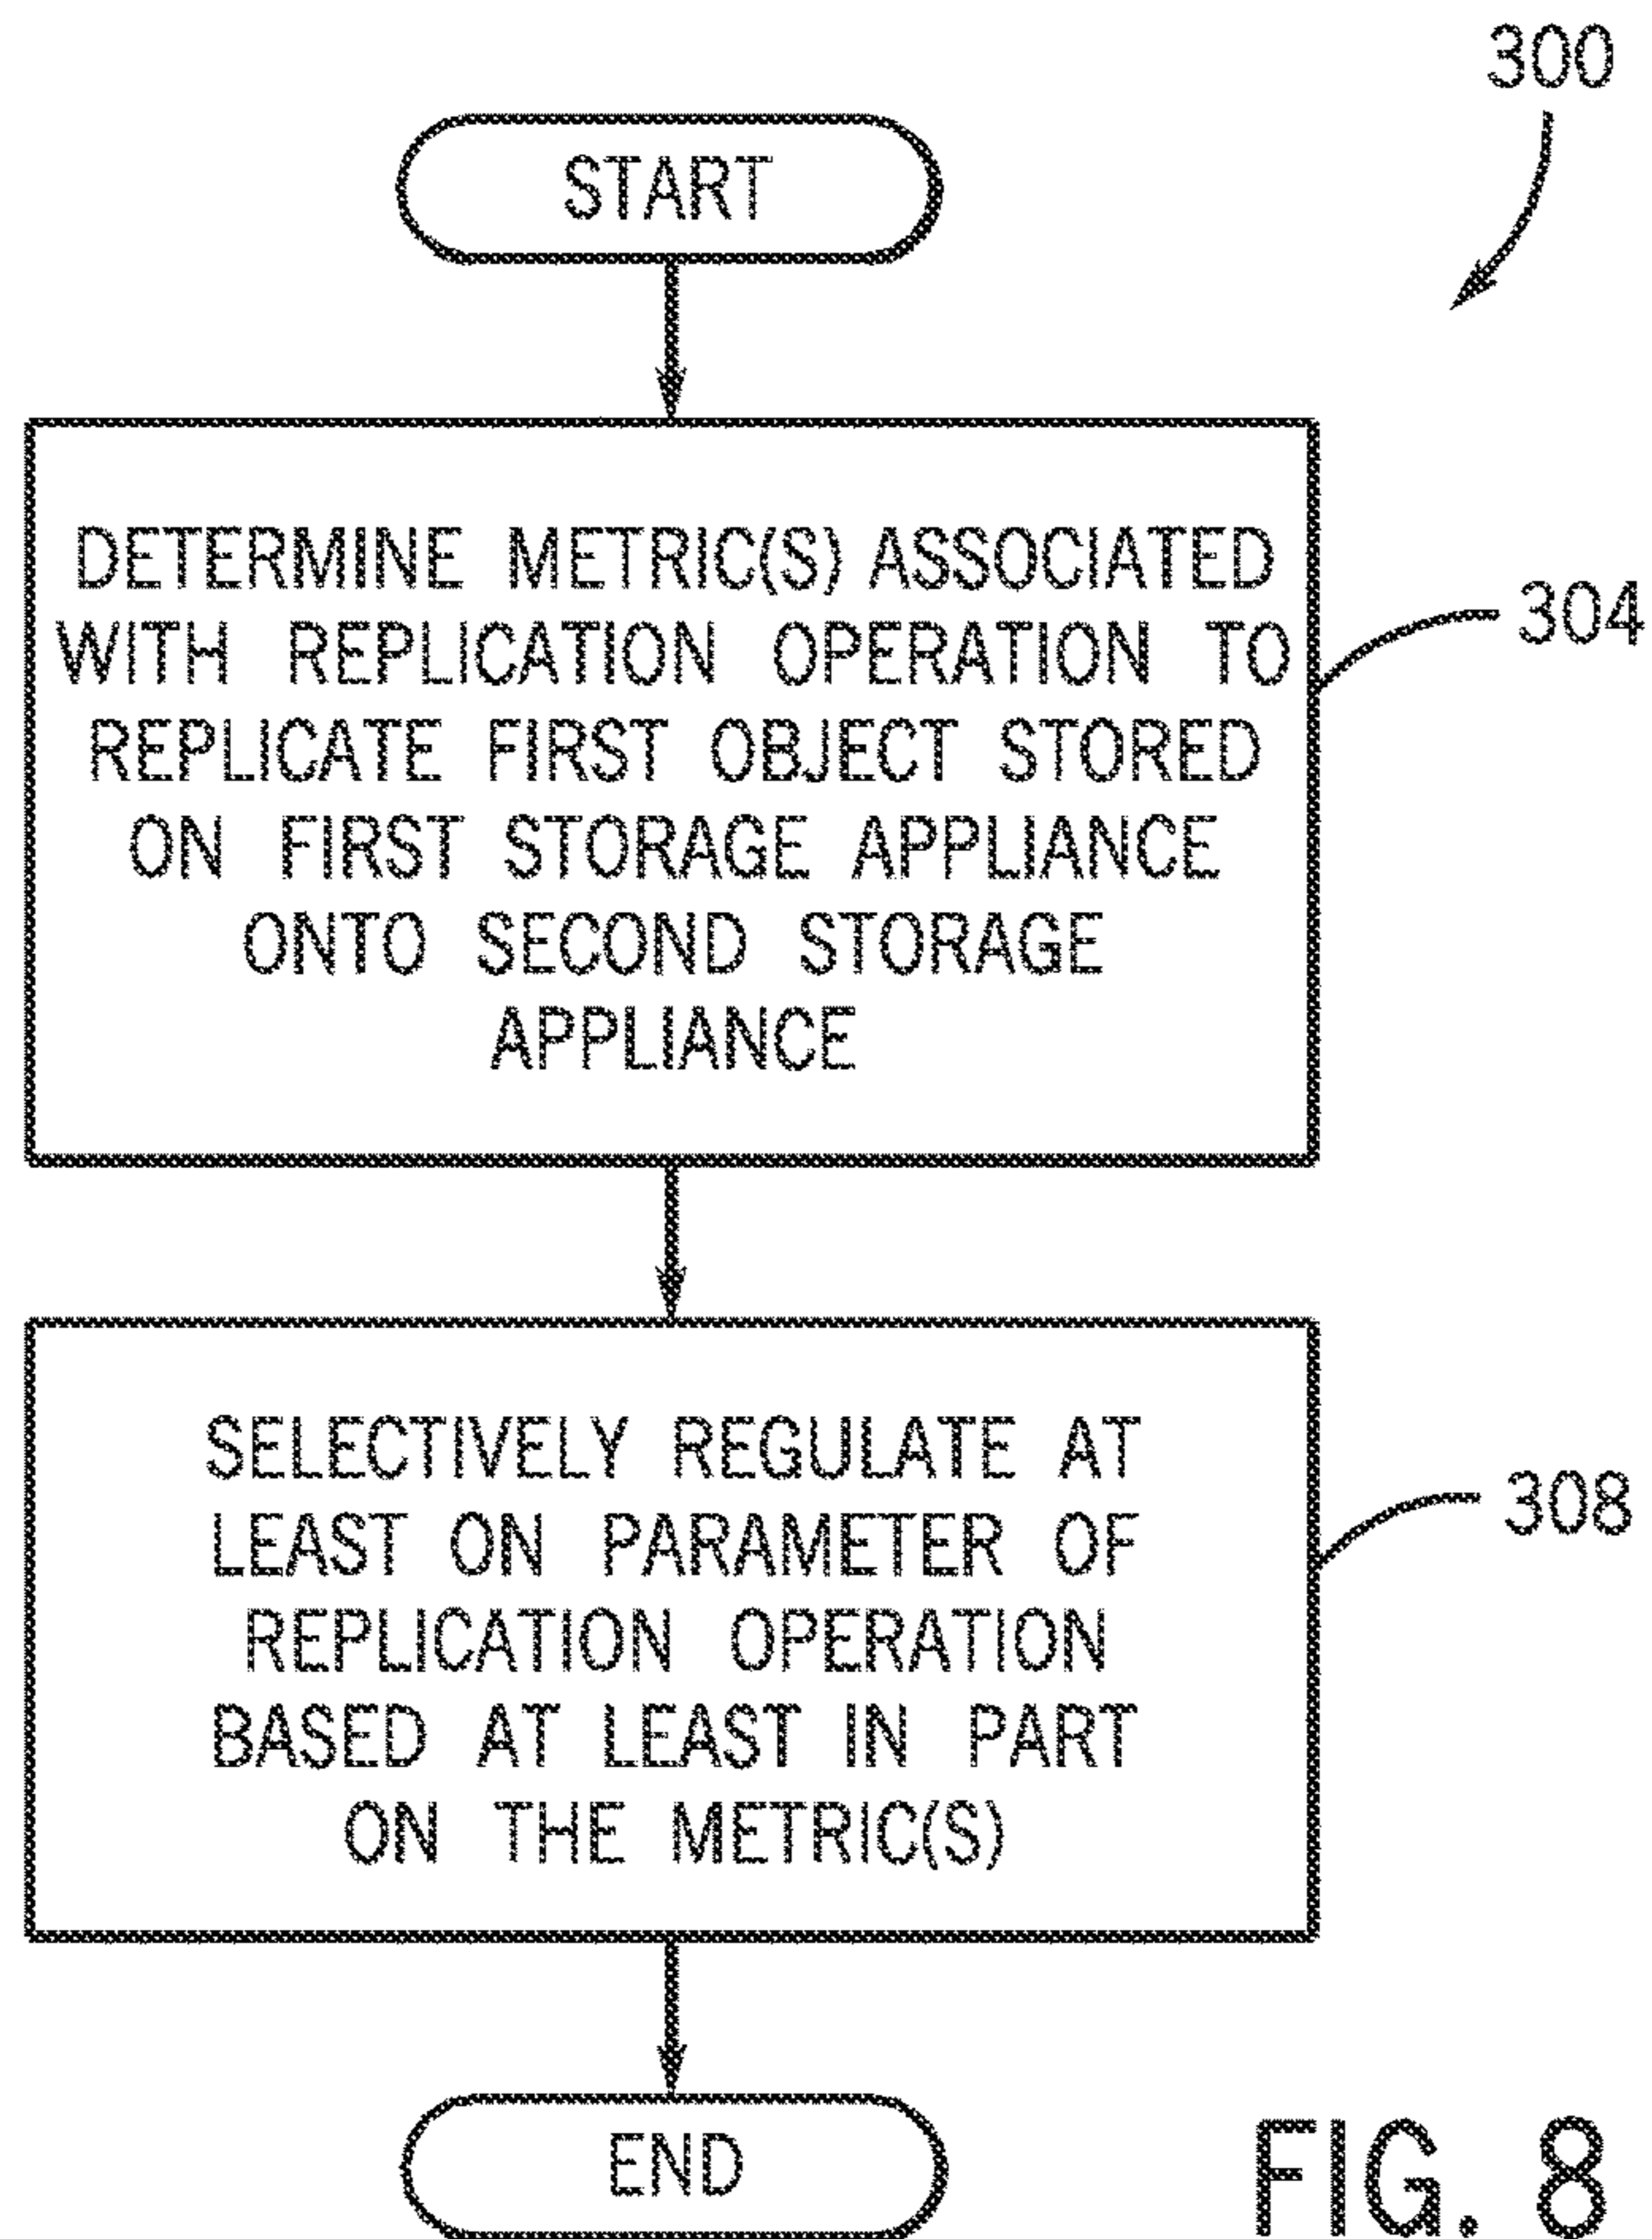 300
START
DETERMINE METRIC(S) ASSOCIATED
WITH REPLICATION OPERATION TO
REPLICATE FIRST OBJECT STORED
ON FIRST STORAGE APPLIANCE
ONTO SECOND STORAGE
APPLIANCE
304
SELECTIVELY REGULATE AT
LEAST ON PARAMETER OF
REPLICATION OPERATION
BASED AT LEAST IN PART
ON THE METRIC(S)
308
END
FIG. 8